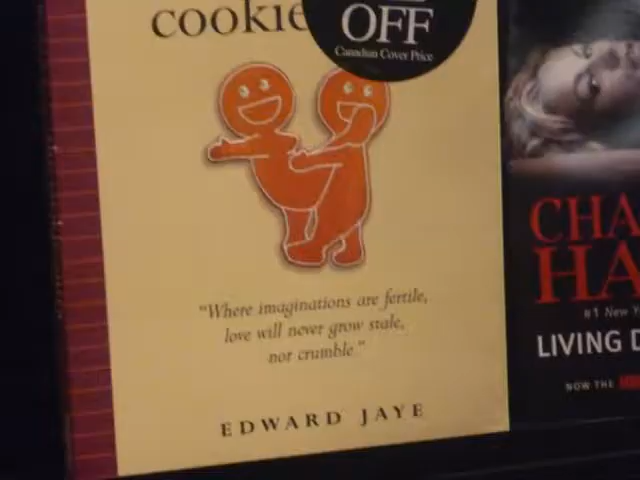 cookie
OFF
Canadian Cover Price
"Where imaginations are fertile,
love will never grow stale,
nor crumble."
EDWARD JAYE
CHA
HA
#1 New Y
LIVING D
NOW THE